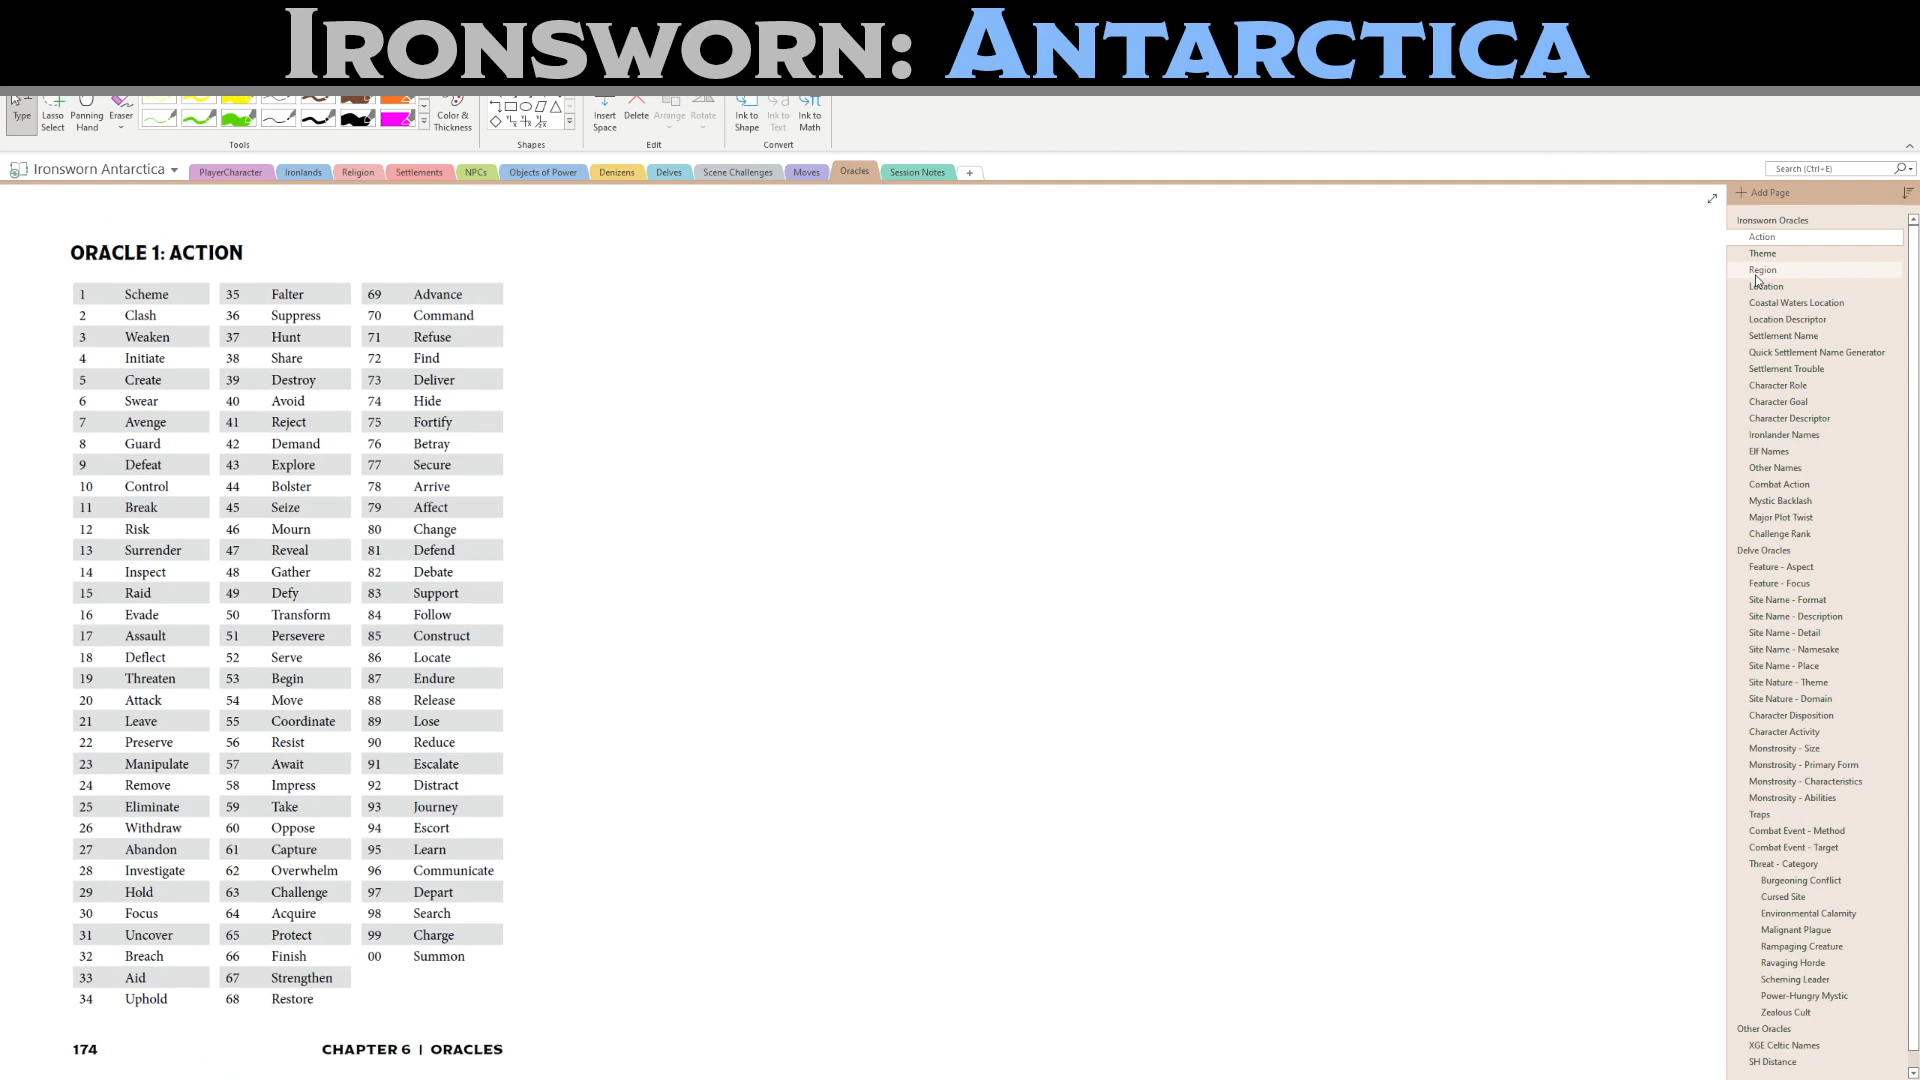 IRONSWORN: ANTARCTICA
Type
Lasso Select
Panning Hand
Eraser
Color & Thickness
Insert Space
Delete
Arrange
Rotate
Ink to Shape
Ink to Text
Ink to Math
Tools
Shapes
Edit
Convert
Ironsworn Antarctica
PlayerCharacter
Ironlands
Religion
Settlements
NPCs
Objects of Power
Denizens
Delves
Scene Challenges
Moves
Oracles
Session Notes
Search (Ctrl+E)
ORACLE 1: ACTION
1 Scheme 35 Falter 69 Advance
2 Clash 36 Suppress 70 Command
3 Weaken 37 Hunt 71 Refuse
4 Initiate 38 Share 72 Find
5 Create 39 Destroy 73 Deliver
6 Swear 40 Avoid 74 Hide
7 Avenge 41 Reject 75 Fortify
8 Guard 42 Demand 76 Betray
9 Defeat 43 Explore 77 Secure
10 Control 44 Bolster 78 Arrive
11 Break 45 Seize 79 Affect
12 Risk 46 Mourn 80 Change
13 Surrender 47 Reveal 81 Defend
14 Inspect 48 Gather 82 Debate
15 Raid 49 Defy 83 Support
16 Evade 50 Transform 84 Follow
17 Assault 51 Persevere 85 Construct
18 Deflect 52 Serve 86 Locate
19 Threaten 53 Begin 87 Endure
20 Attack 54 Move 88 Release
21 Leave 55 Coordinate 89 Lose
22 Preserve 56 Resist 90 Reduce
23 Manipulate 57 Await 91 Escalate
24 Remove 58 Impress 92 Distract
25 Eliminate 59 Take 93 Journey
26 Withdraw 60 Oppose 94 Escort
27 Abandon 61 Capture 95 Learn
28 Investigate 62 Overwhelm 96 Communicate
29 Hold 63 Challenge 97 Depart
30 Focus 64 Acquire 98 Search
31 Uncover 65 Protect 99 Charge
32 Breach 66 Finish 00 Summon
33 Aid 67 Strengthen
34 Uphold 68 Restore
174 CHAPTER 6 | ORACLES
Add Page
Ironsworn Oracles
Action
Theme
Region
Location
Coastal Waters Location
Location Descriptor
Settlement Name
Quick Settlement Name Generator
Settlement Trouble
Character Role
Character Goal
Character Descriptor
Ironlander Names
Elf Names
Other Names
Combat Action
Mystic Backlash
Major Plot Twist
Challenge Rank
Delve Oracles
Feature - Aspect
Feature - Focus
Site Name - Format
Site Name - Description
Site Name - Detail
Site Name - Namesake
Site Name - Place
Site Nature - Theme
Site Nature - Domain
Character Disposition
Character Activity
Monstrosity - Size
Monstrosity - Primary Form
Monstrosity - Characteristics
Monstrosity - Abilities
Traps
Combat Event - Method
Combat Event - Target
Threat - Category
Burgeoning Conflict
Cursed Site
Environmental Calamity
Malignant Plague
Rampaging Creature
Ravaging Horde
Scheming Leader
Power-Hungry Mystic
Zealous Cult
Other Oracles
XGE Celtic Names
SH Distance